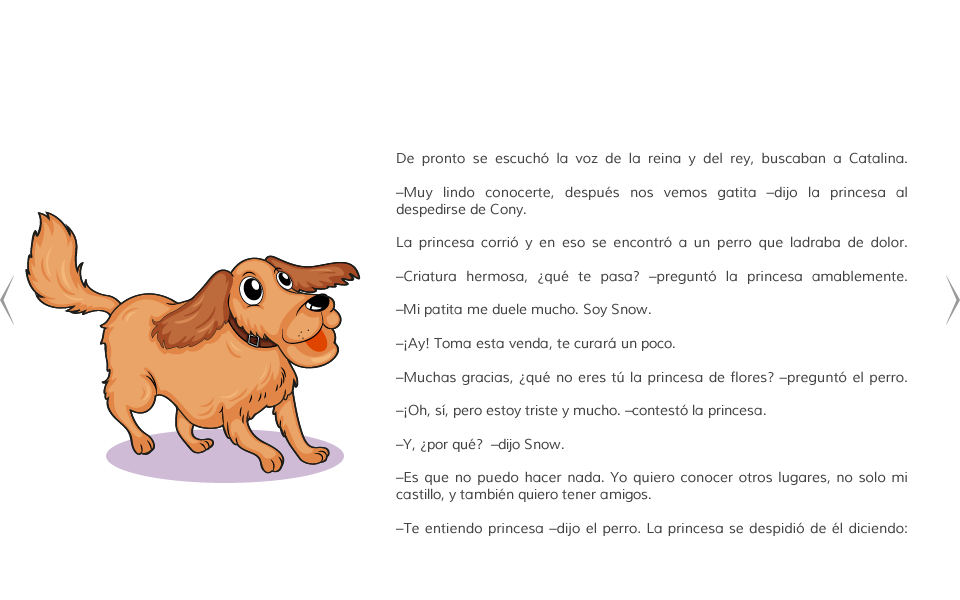 De pronto se escuchó la voz de la reina y del rey, buscaban a Catalina.
–Muy lindo conocerte, después nos vemos gatita –dijo la princesa al
despedirse de Cony.
La princesa corrió y en eso se encontró a un perro que ladraba de dolor.
–Criatura hermosa, ¿qué te pasa? –preguntó la princesa amablemente.
–Mi patita me duele mucho. Soy Snow.
–¡Ay! Toma esta venda, te curará un poco.
–Muchas gracias, ¿qué no eres tú la princesa de flores? –preguntó el perro.
–¡Oh, sí, pero estoy triste y mucho. –contestó la princesa.
–Y, ¿por qué?  –dijo Snow.
–Es que no puedo hacer nada. Yo quiero conocer otros lugares, no solo mi
castillo, y también quiero tener amigos.
–Te entiendo princesa –dijo el perro. La princesa se despidió de él diciendo: